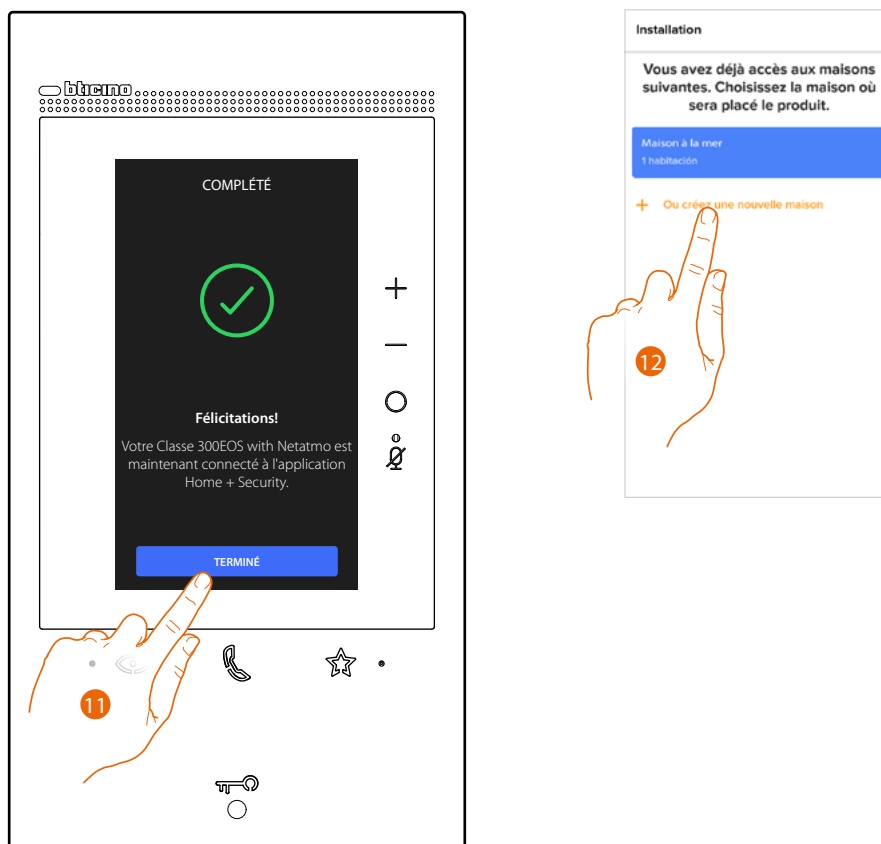 bticino
COMPLÉTÉ
Félicitations!
Votre Classe 300EOS with Netatmo est
maintenant connecté à l'application
Home + Security.
TERMINÉ
11
Installation
Vous avez déjà accès aux maisons
suivantes. Choisissez la maison où
sera placé le produit.
Maison à la mer
1 habitación
+ Ou créez une nouvelle maison
12